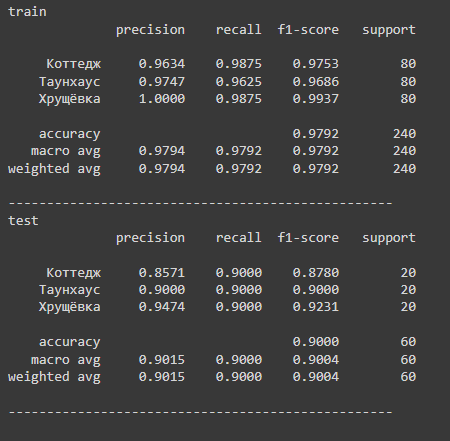 train
precision recall f1-score support
Коттедж 0.9634 0.9875 0.9753 80
Таунхаус 0.9747 0.9625 0.9686 80
Хрущёвка 1.0000 0.9875 0.9937 80
accuracy 0.9792 240
macro avg 0.9794 0.9792 0.9792 240
weighted avg 0.9794 0.9792 0.9792 240
--------------------------------------------------
test
precision recall f1-score support
Коттедж 0.8571 0.9000 0.8780 20
Таунхаус 0.9000 0.9000 0.9000 20
Хрущёвка 0.9474 0.9000 0.9231 20
accuracy 0.9000 60
macro avg 0.9015 0.9000 0.9004 60
weighted avg 0.9015 0.9000 0.9004 60
--------------------------------------------------